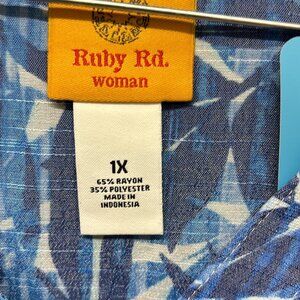 Ruby Rd.
woman
1X
65% RAYON
35% POLYESTER
MADE IN
INDONESIA